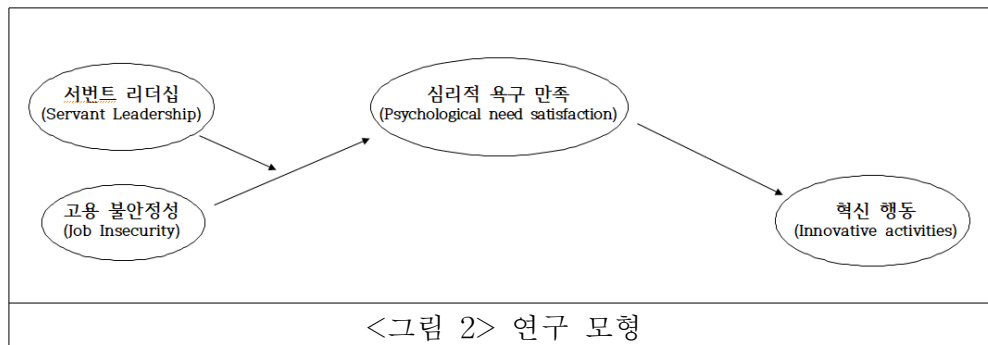 서번트 리더십
(Servant Leadership)
심리적 욕구 만족
(Psychological need satisfaction)
고용 불안정성
(Job Insecurity)
혁신 행동
(Innovative activities)
<그림 2> 연구 모형